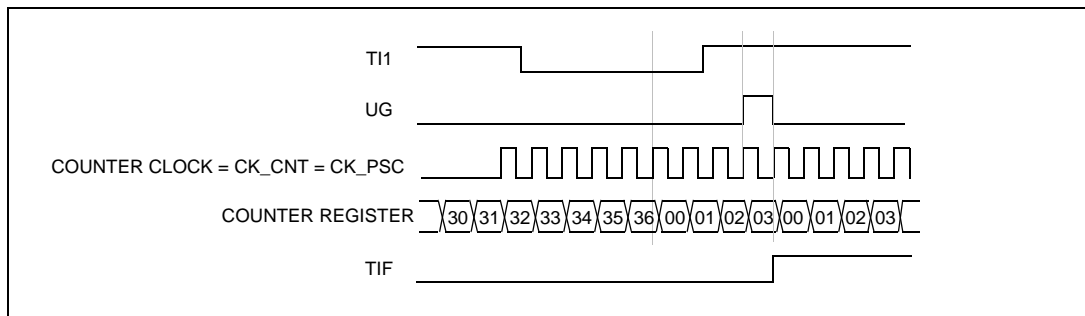 TI1
UG
COUNTER CLOCK = CK_CNT = CK_PSC
COUNTER REGISTER 30 31 32 33 34 35 36 00 01 02 03 00 01 02 03
TIF